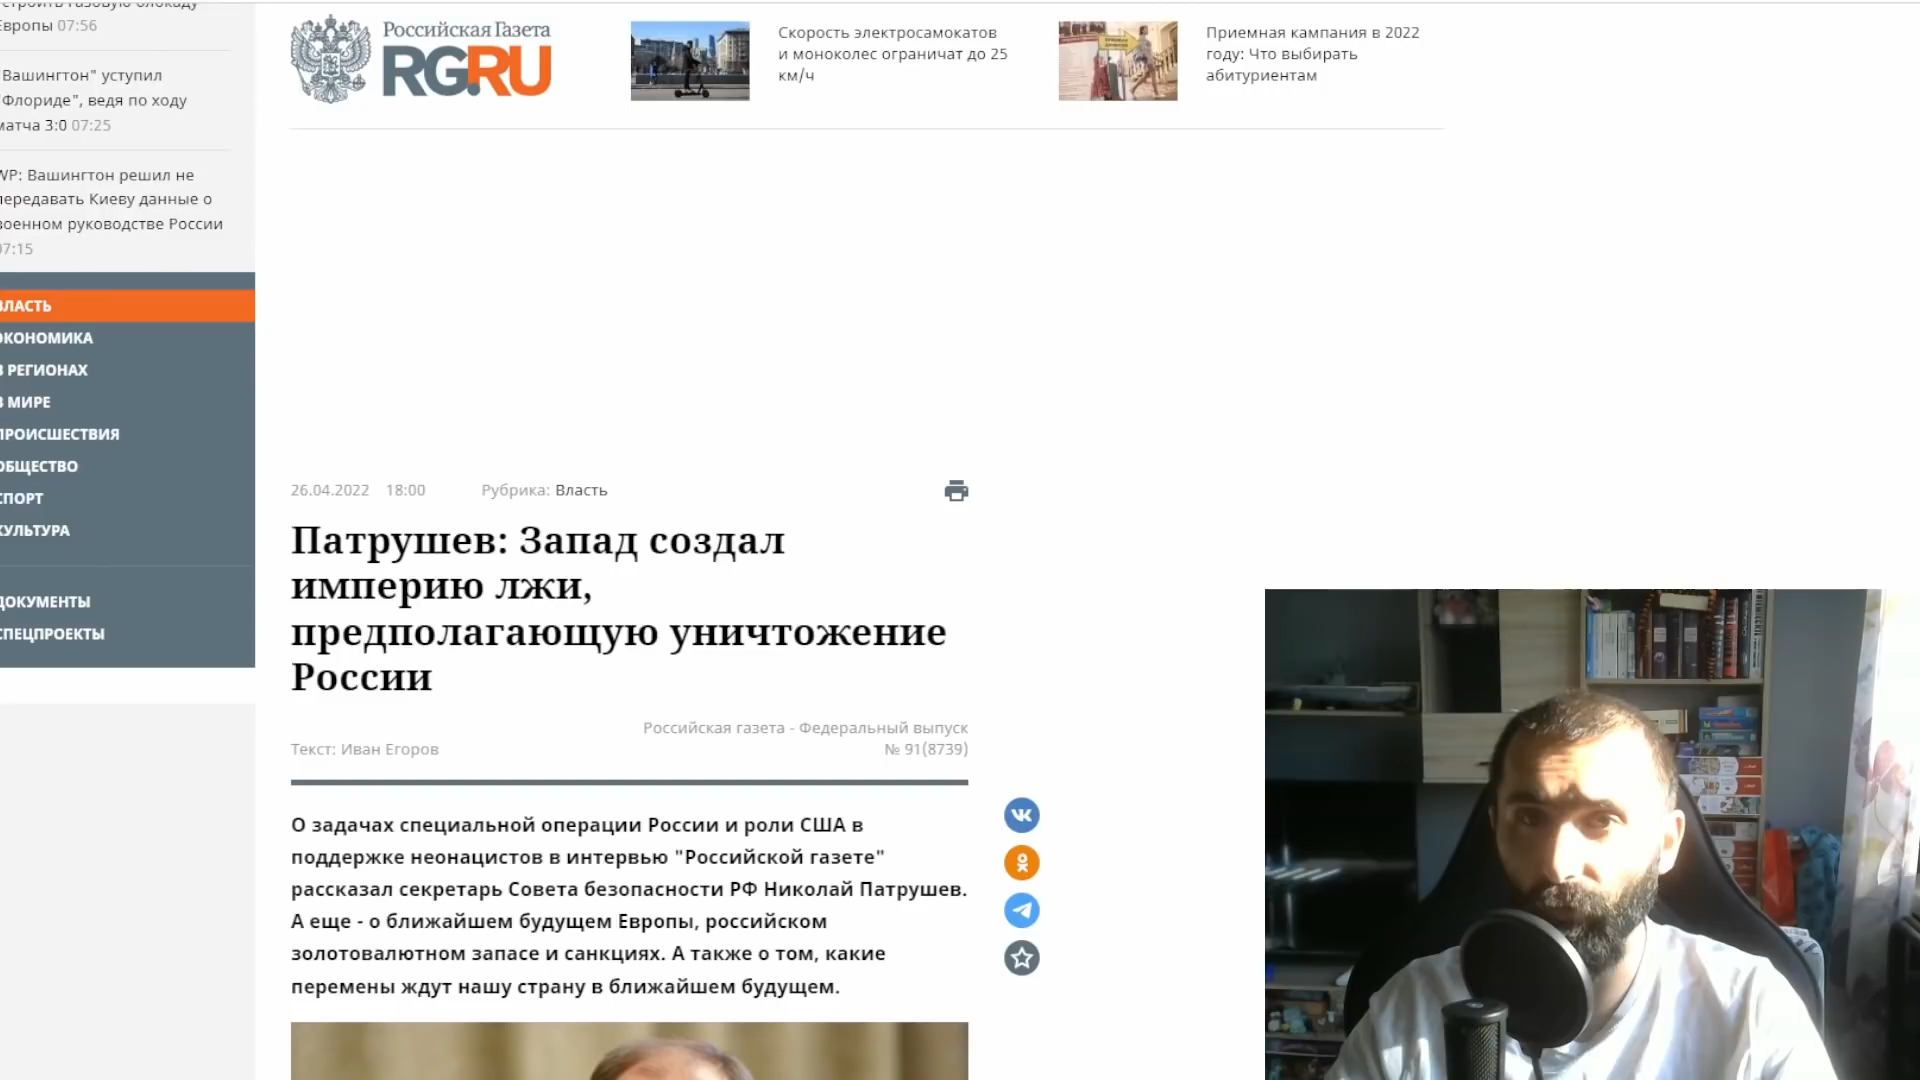 Европы 07:56
"Вашингтон" уступил
"Флориде", ведя по ходу
матча 3:0 07:25
WP: Вашингтон решил не
передавать Киеву данные о
военном руководстве России
07:15
ВЛАСТЬ
ЭКОНОМИКА
В РЕГИОНАХ
В МИРЕ
ПРОИСШЕСТВИЯ
ОБЩЕСТВО
СПОРТ
КУЛЬТУРА
ДОКУМЕНТЫ
СПЕЦПРОЕКТЫ
Российская Газета
RG.RU
Скорость электросамокатов
и моноколес ограничат до 25
км/ч
Приемная кампания в 2022
году: Что выбирать
абитуриентам
26.04.2022 18:00 Рубрика: Власть
Патрушев: Запад создал
империю лжи,
предполагающую уничтожение
России
Российская газета - Федеральный выпуск
Текст: Иван Егоров № 91(8739)
О задачах специальной операции России и роли США в
поддержке неонацистов в интервью "Российской газете"
рассказал секретарь Совета безопасности РФ Николай Патрушев.
А еще - о ближайшем будущем Европы, российском
золотовалютном запасе и санкциях. А также о том, какие
перемены ждут нашу страну в ближайшем будущем.